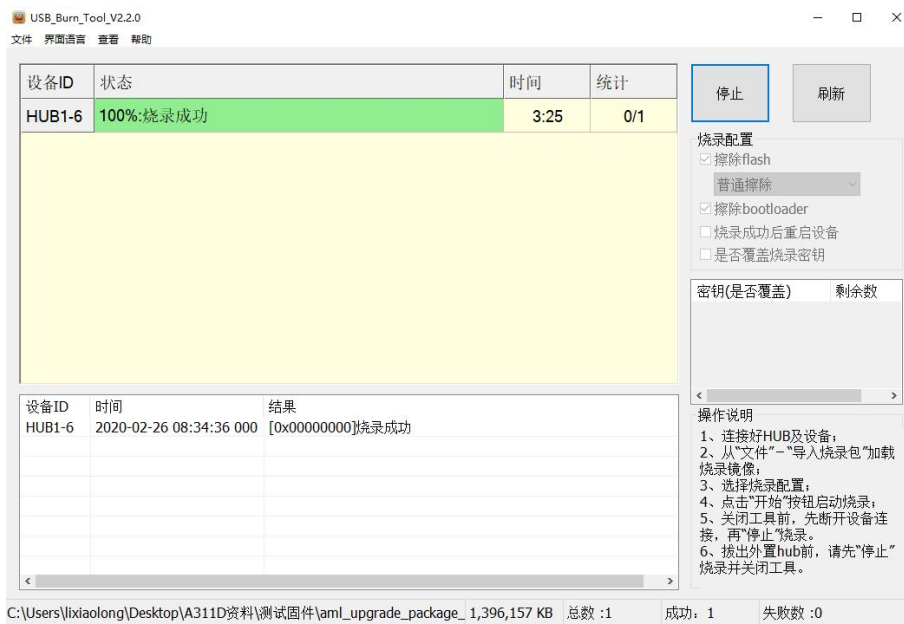 USB_Burn_Tool_V2.2.0
文件 界面语言 查看 帮助
设备ID 状态 时间 统计
HUB1-6 100%:烧录成功 3:25 0/1
停止 刷新
烧录配置
擦除flash
普通擦除
擦除bootloader
烧录成功后重启设备
是否覆盖烧录密钥
密钥(是否覆盖) 剩余数
设备ID 时间 结果
HUB1-6 2020-02-26 08:34:36 000 [0x00000000]烧录成功
操作说明
1、连接好HUB及设备;
2、从“文件”-“导入烧录包”加载
烧录镜像;
3、选择烧录配置;
4、点击“开始”按钮启动烧录;
5、关闭工具前，先断开设备连
接，再“停止”烧录。
6、拔出外置hub前，请先“停止”
烧录并关闭工具。
C:\Users\lixiaolong\Desktop\A311D资料\测试固件\aml_upgrade_package_ 1,396,157 KB 总数 :1 成功: 1 失败数 :0